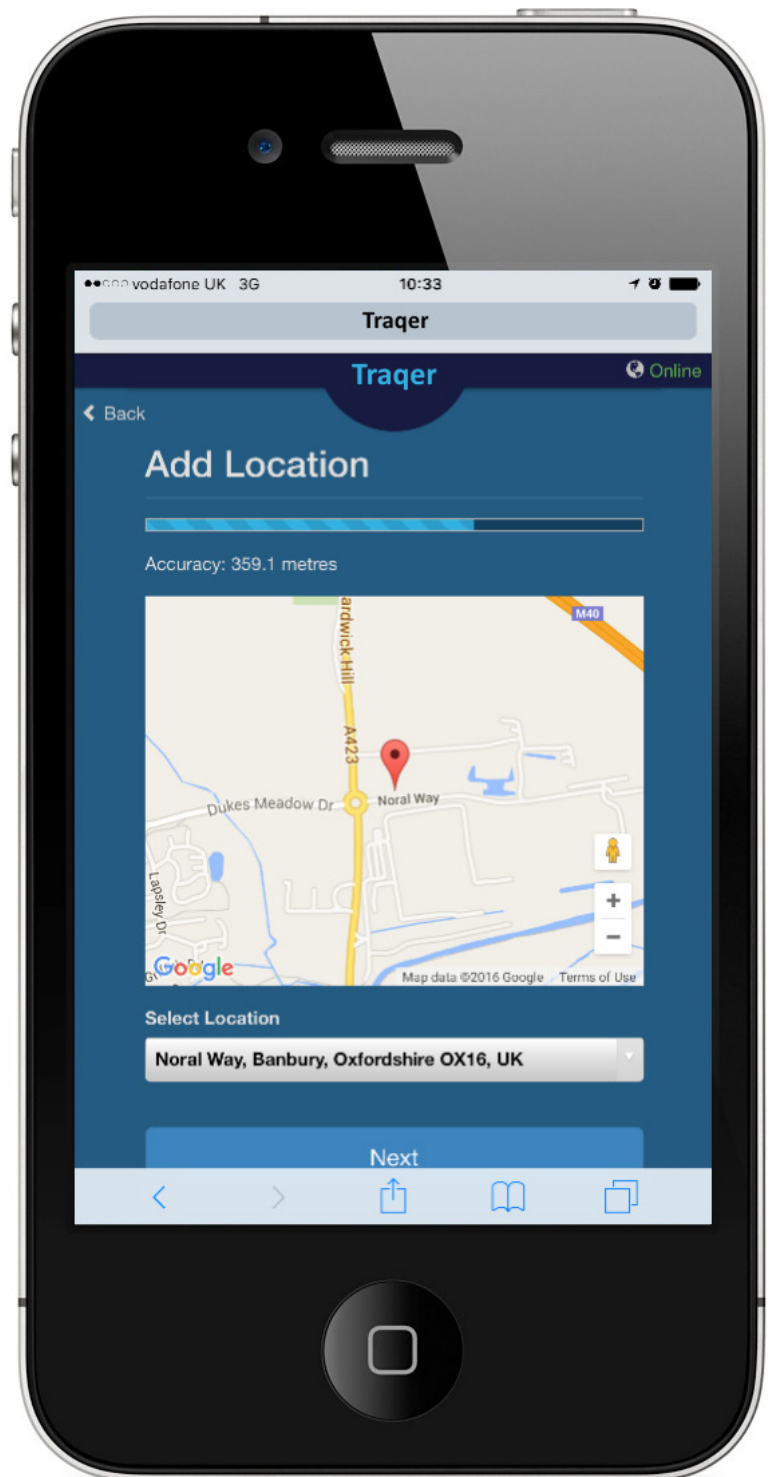 vodafone UK 3G 10:33
Traqer
Traqer
Online
Back
Add Location
Accuracy: 359.1 metres
M40
ardwick Hill
A423
Noral Way
Dukes Meadow Dr
Lapsley Dr
+
−
Google
Map data ©2016 Google Terms of Use
Select Location
Noral Way, Banbury, Oxfordshire OX16, UK
Next